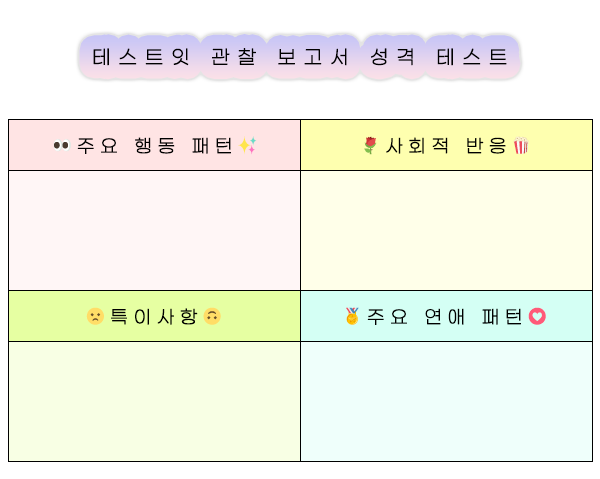 테스트잇 관찰 보고서 성격 테스트
👀주요 행동 패턴✨
🌹사회적 반응🍿
😟특이사항🙃
🏅주요 연애 패턴💟